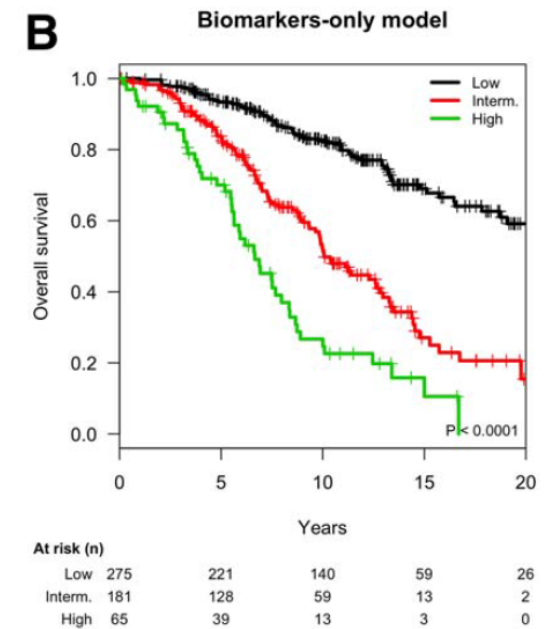 B
Biomarkers-only model
Low
Interm.
High
Overall survival
1.0
0.8
0.6
0.4
0.2
0.0
P < 0.0001
0 5 10 15 20
Years
At risk (n)
Low 275 221 140 59 26
Interm. 181 128 59 13 2
High 65 39 13 3 0